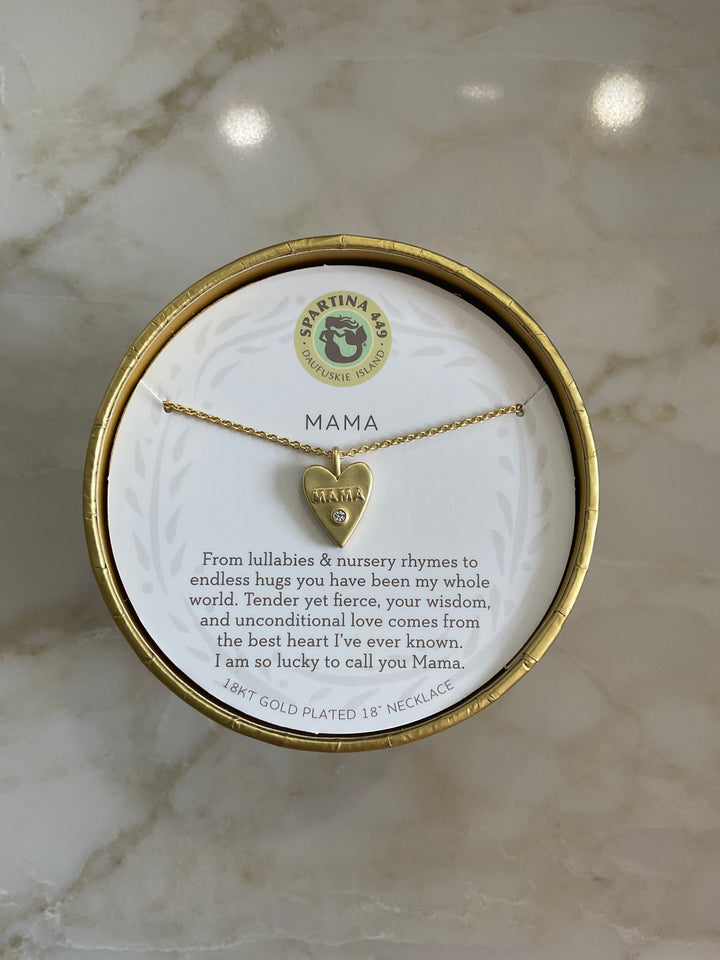 SPARTINA 449
DAUFUSKIE ISLAND
MAMA
MAMA
From lullabies & nursery rhymes to
endless hugs you have been my whole
world. Tender yet fierce, your wisdom,
and unconditional love comes from
the best heart I've ever known.
I am so lucky to call you Mama.
18KT GOLD PLATED 18" NECKLACE